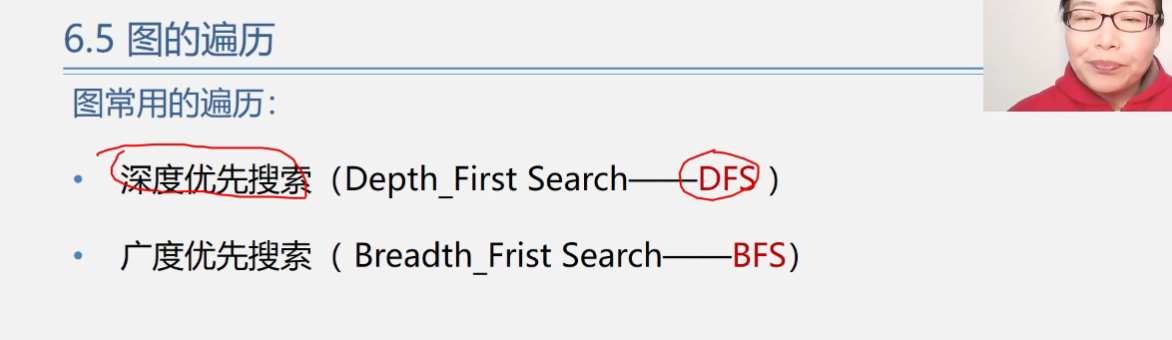 6.5 图的遍历
图常用的遍历：
• 深度优先搜索（Depth_First Search——DFS ）
• 广度优先搜索（ Breadth_Frist Search——BFS）